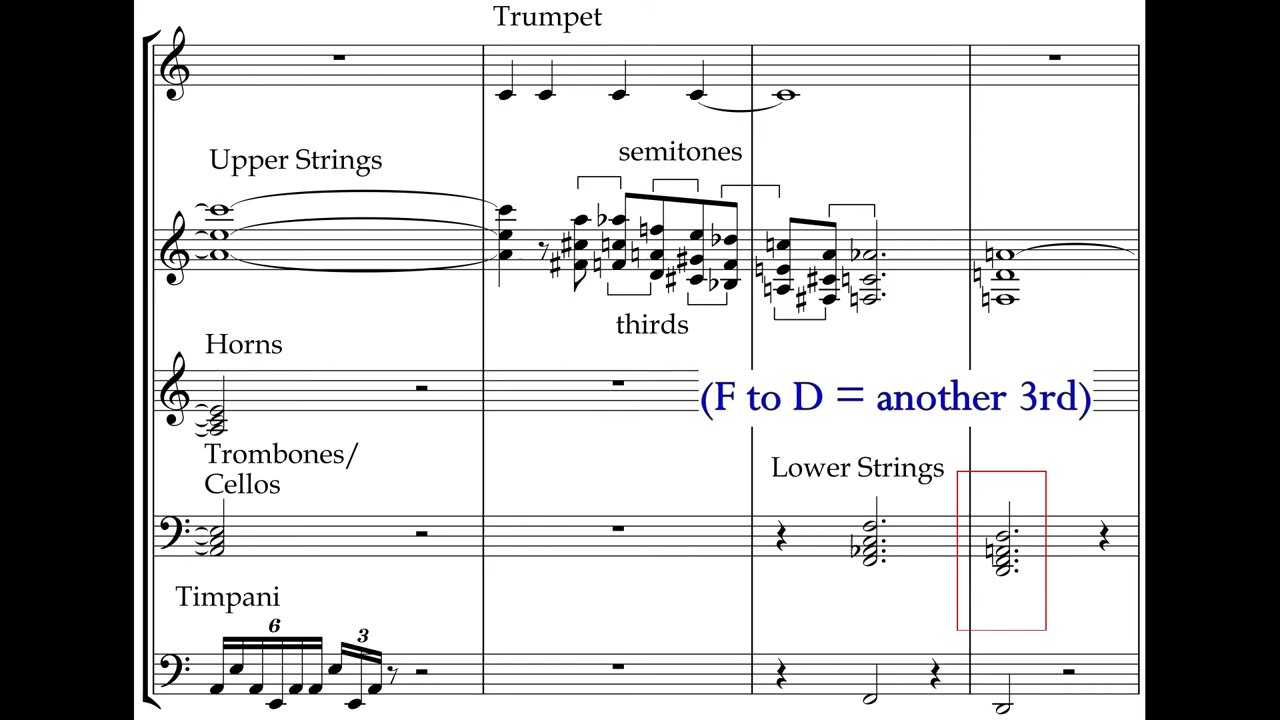 Trumpet
Upper Strings
semitones
thirds
Horns
(F to D = another 3rd)
Trombones/
Cellos
Lower Strings
Timpani
6
3